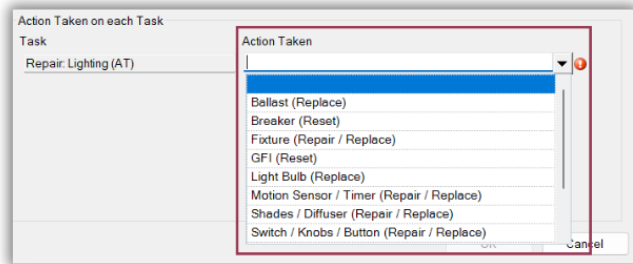 Action Taken on each Task
Task Action Taken
Repair: Lighting (AT)
Ballast (Replace)
Breaker (Reset)
Fixture (Repair / Replace)
GFI (Reset)
Light Bulb (Replace)
Motion Sensor / Timer (Repair / Replace)
Shades / Diffuser (Repair / Replace)
Switch / Knobs / Button (Repair / Replace)
OK Cancel